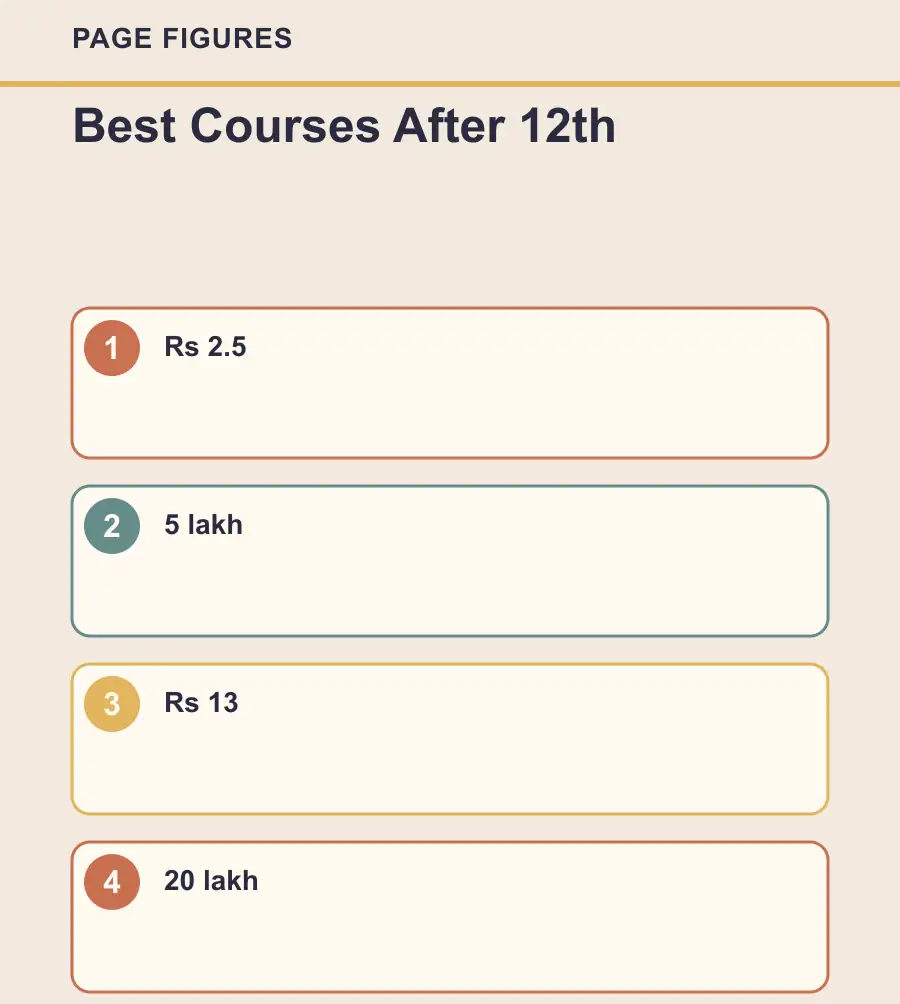 PAGE FIGURES
Best Courses After 12th
1 Rs 2.5
2 5 lakh
3 Rs 13
4 20 lakh